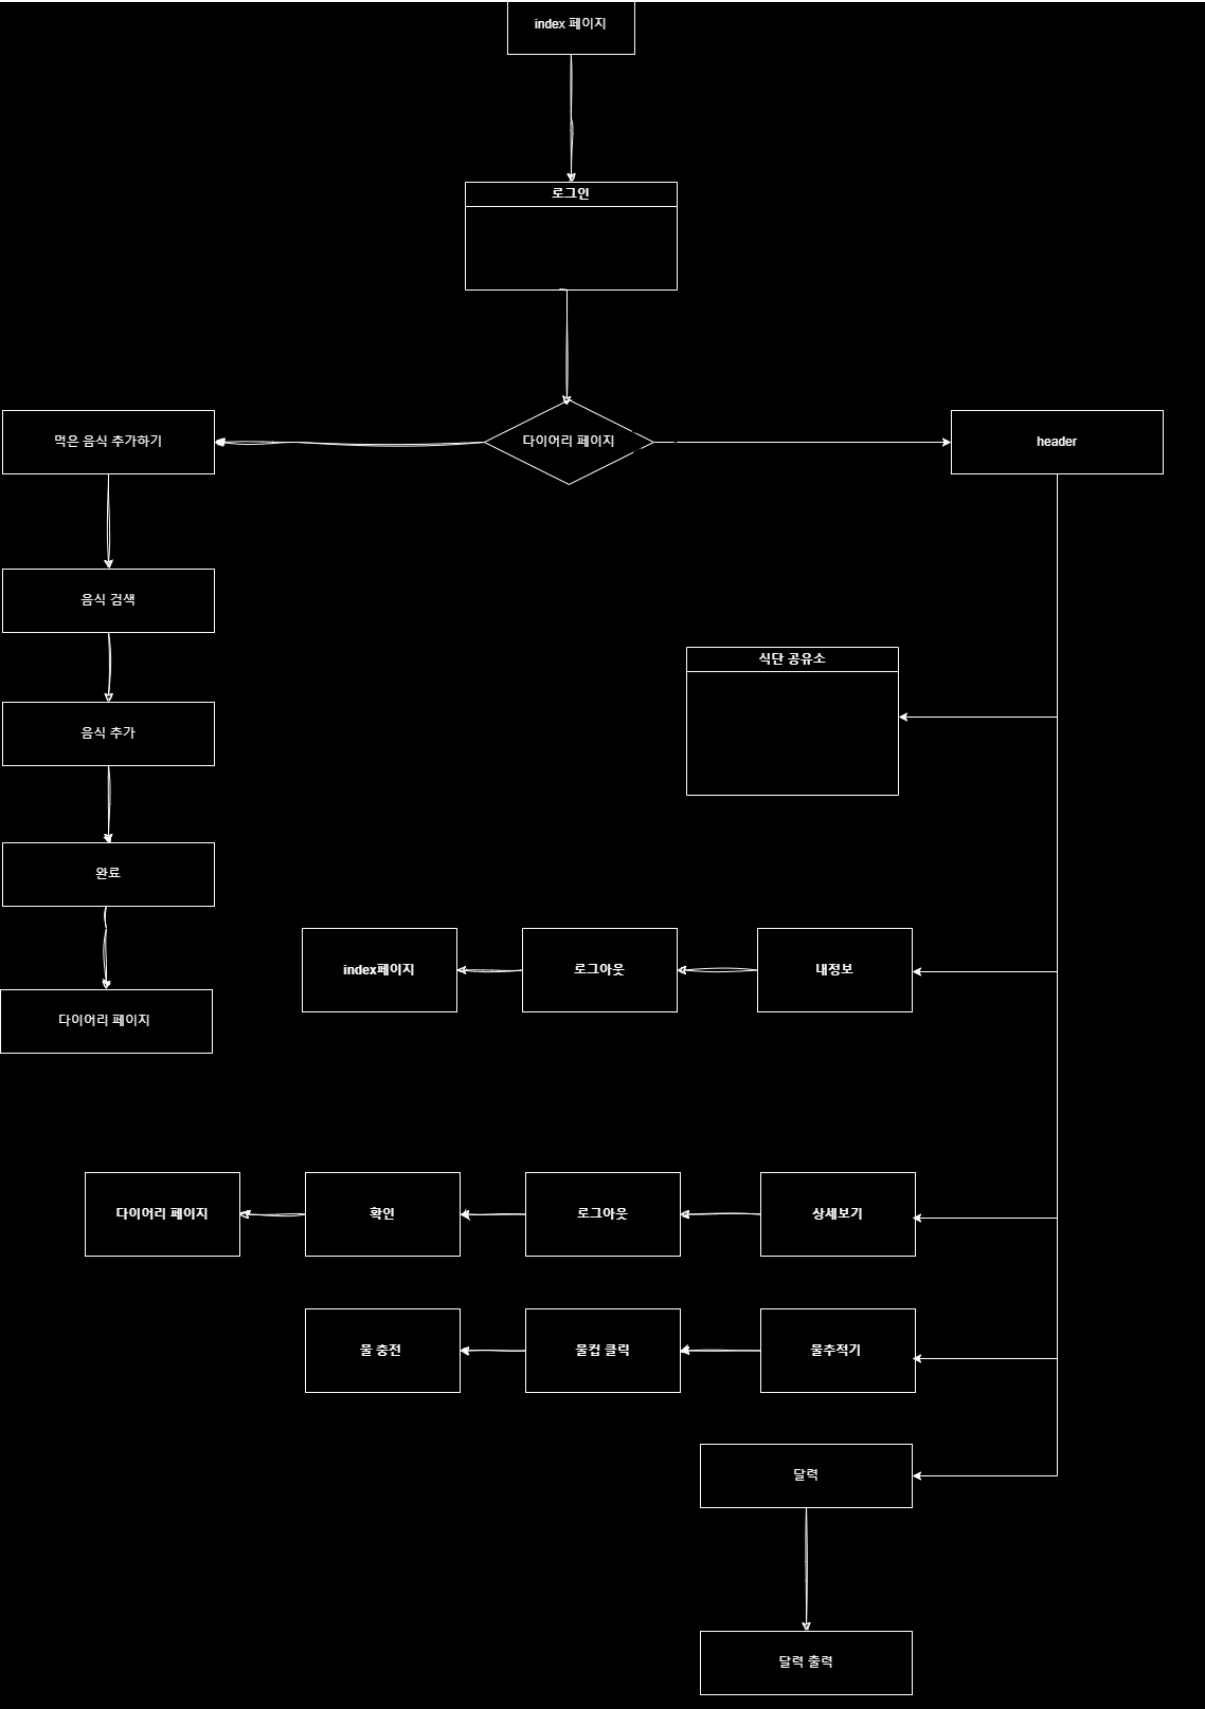 index 페이지
로그인
먹은 음식 추가하기
다이어리 페이지
header
음식 검색
식단 공유소
음식 추가
완료
index페이지
로그아웃
내정보
다이어리 페이지
다이어리 페이지
확인
로그아웃
상세보기
물 충전
물컵 클릭
물추적기
달력
달력 출력